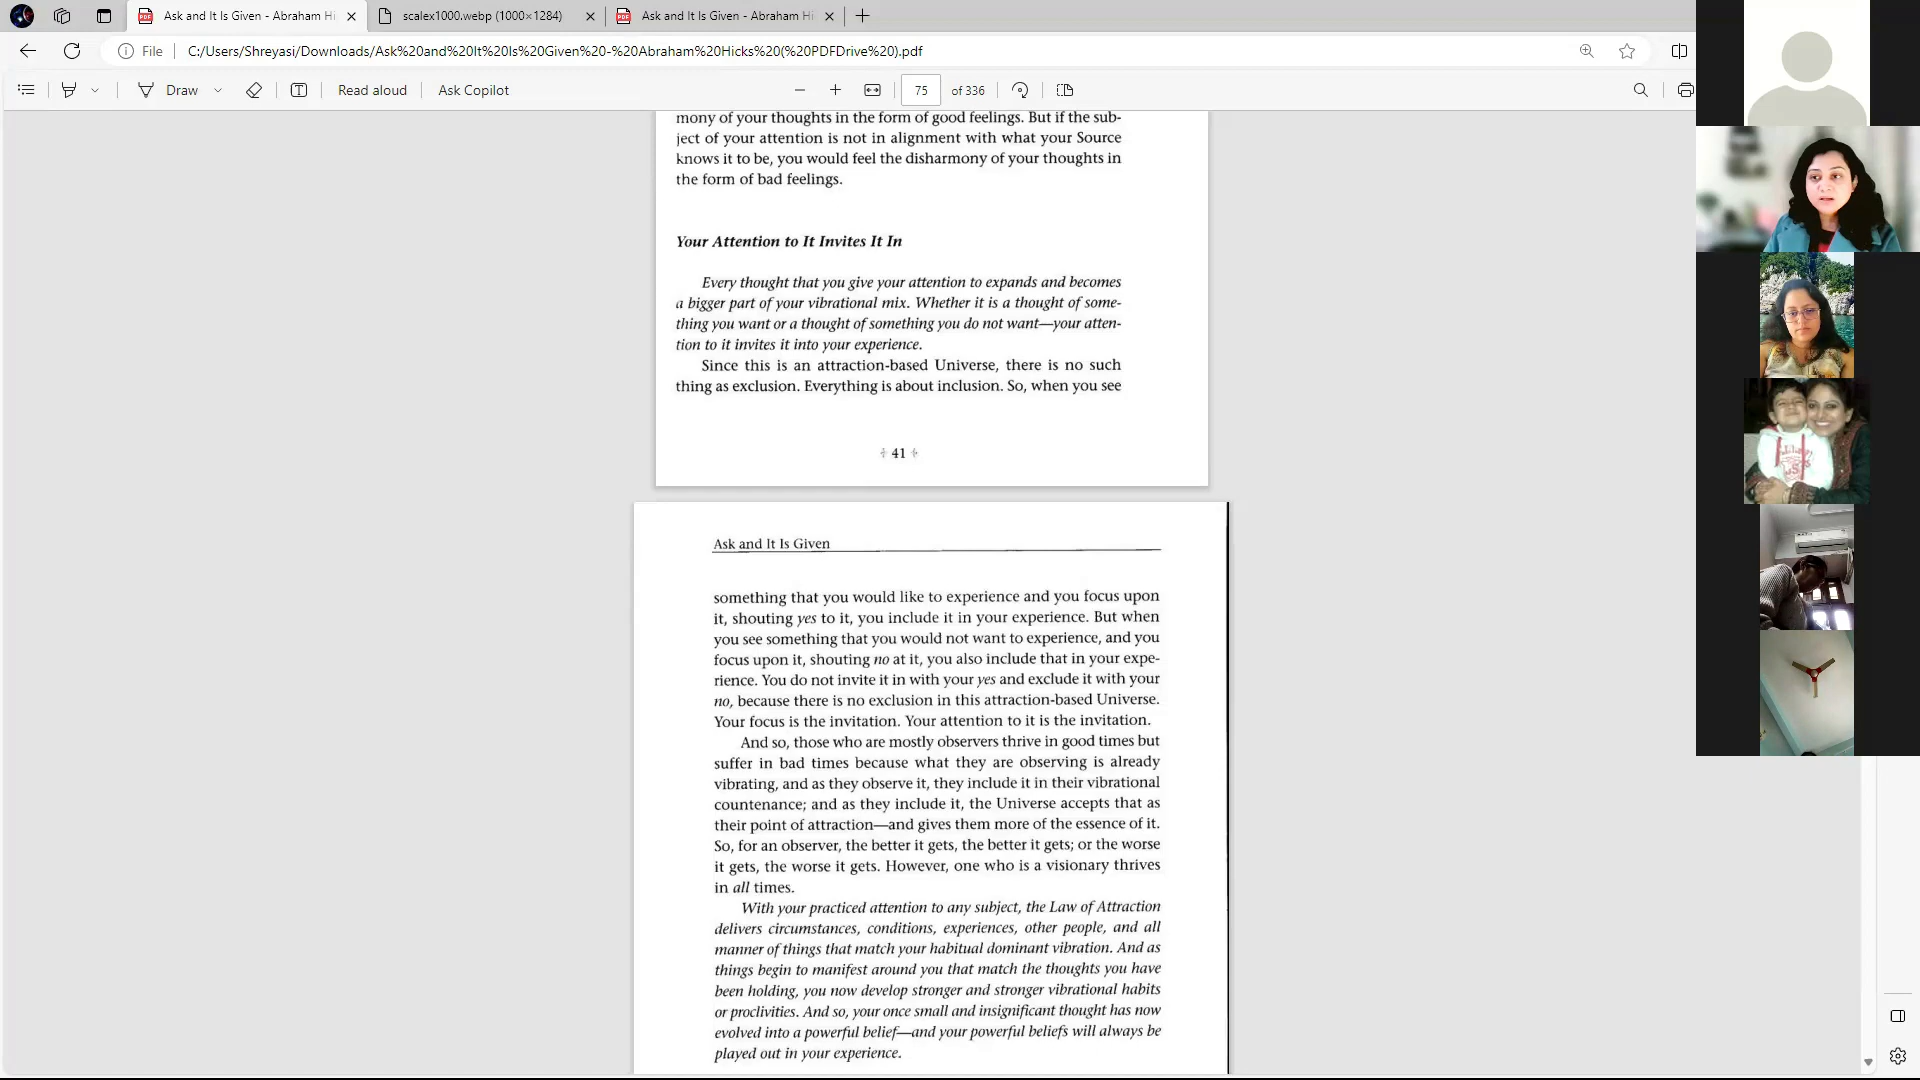 Ask and It Is Given - Abraham Hi
scalex1000.webp (1000×1284)
Ask and It Is Given - Abraham Hi
File
C:/Users/Shreyasi/Downloads/Ask%20and%20It%20Is%20Given%20-%20Abraham%20Hicks%20(%20PDFDrive%20).pdf
Draw
Read aloud
Ask Copilot
75
of 336
mony of your thoughts in the form of good feelings. But if the sub-
ject of your attention is not in alignment with what your Source
knows it to be, you would feel the disharmony of your thoughts in
the form of bad feelings.
Your Attention to It Invites It In
Every thought that you give your attention to expands and becomes
a bigger part of your vibrational mix. Whether it is a thought of some-
thing you want or a thought of something you do not want—your atten-
tion to it invites it into your experience.
Since this is an attraction-based Universe, there is no such
thing as exclusion. Everything is about inclusion. So, when you see
41
Ask and It Is Given
something that you would like to experience and you focus upon
it, shouting yes to it, you include it in your experience. But when
you see something that you would not want to experience, and you
focus upon it, shouting no at it, you also include that in your expe-
rience. You do not invite it in with your yes and exclude it with your
no, because there is no exclusion in this attraction-based Universe.
Your focus is the invitation. Your attention to it is the invitation.
And so, those who are mostly observers thrive in good times but
suffer in bad times because what they are observing is already
vibrating, and as they observe it, they include it in their vibrational
countenance; and as they include it, the Universe accepts that as
their point of attraction—and gives them more of the essence of it.
So, for an observer, the better it gets, the better it gets; or the worse
it gets, the worse it gets. However, one who is a visionary thrives
in all times.
With your practiced attention to any subject, the Law of Attraction
delivers circumstances, conditions, experiences, other people, and all
manner of things that match your habitual dominant vibration. And as
things begin to manifest around you that match the thoughts you have
been holding, you now develop stronger and stronger vibrational habits
or proclivities. And so, your once small and insignificant thought has now
evolved into a powerful belief—and your powerful beliefs will always be
played out in your experience.